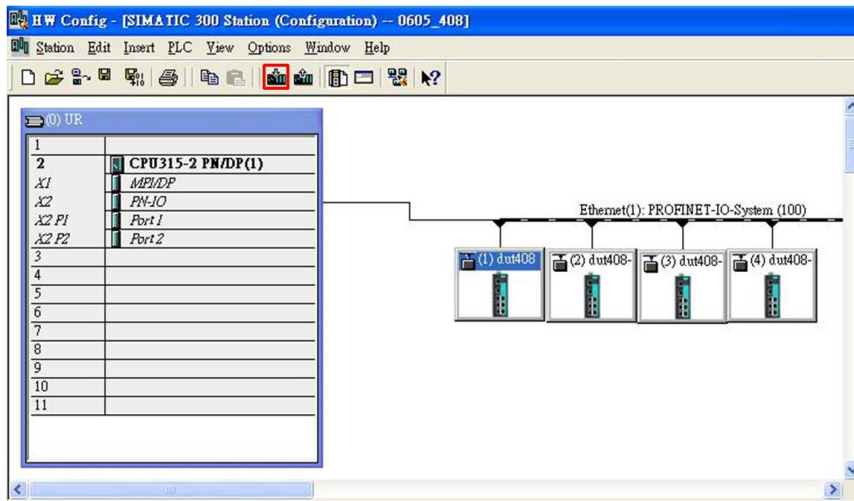 HW Config - [SIMATIC 300 Station (Configuration) -- 0605_408]
Station Edit Insert PLC View Options Window Help
(0) UR
1
2 CPU315-2 PN/DP(1)
X1 MPI/DP
X2 PN-IO
X2 P1 Port 1
X2 P2 Port 2
3
4
5
6
7
8
9
10
11
Ethernet(1): PROFINET-IO-System (100)
(1) dut408 (2) dut408- (3) dut408- (4) dut408-